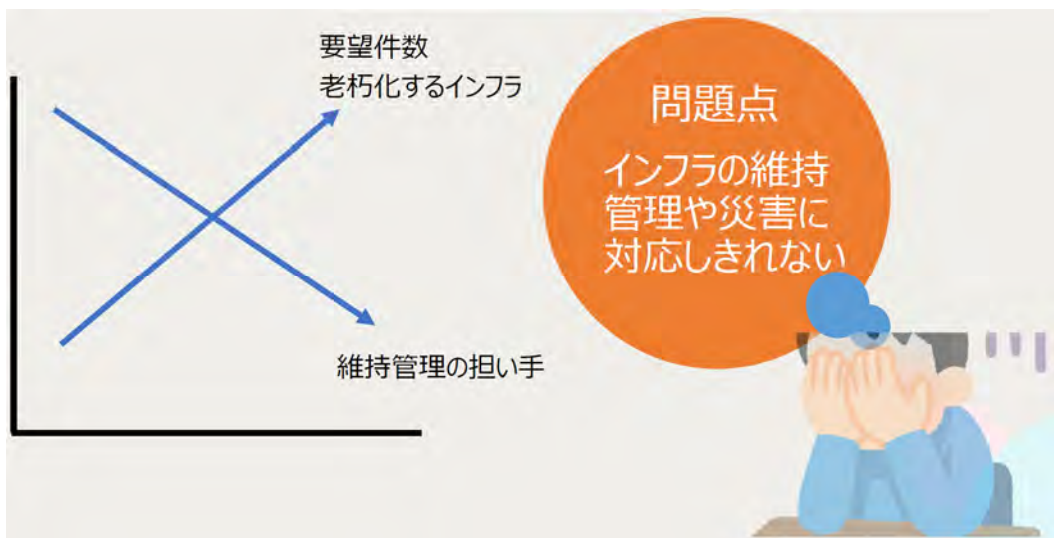 要望件数
老朽化するインフラ
維持管理の担い手
問題点
インフラの維持
管理や災害に
対応しきれない